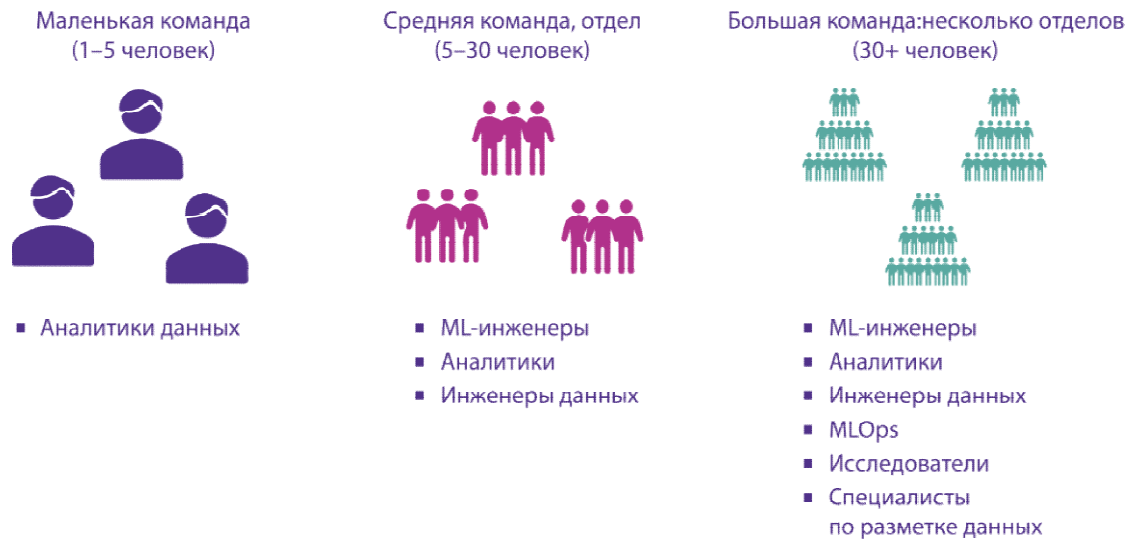 Маленькая команда
(1–5 человек)
Средняя команда, отдел
(5–30 человек)
Большая команда:несколько отделов
(30+ человек)
▪ Аналитики данных
▪ ML-инженеры
▪ Аналитики
▪ Инженеры данных
▪ ML-инженеры
▪ Аналитики
▪ Инженеры данных
▪ MLOps
▪ Исследователи
▪ Специалисты
по разметке данных